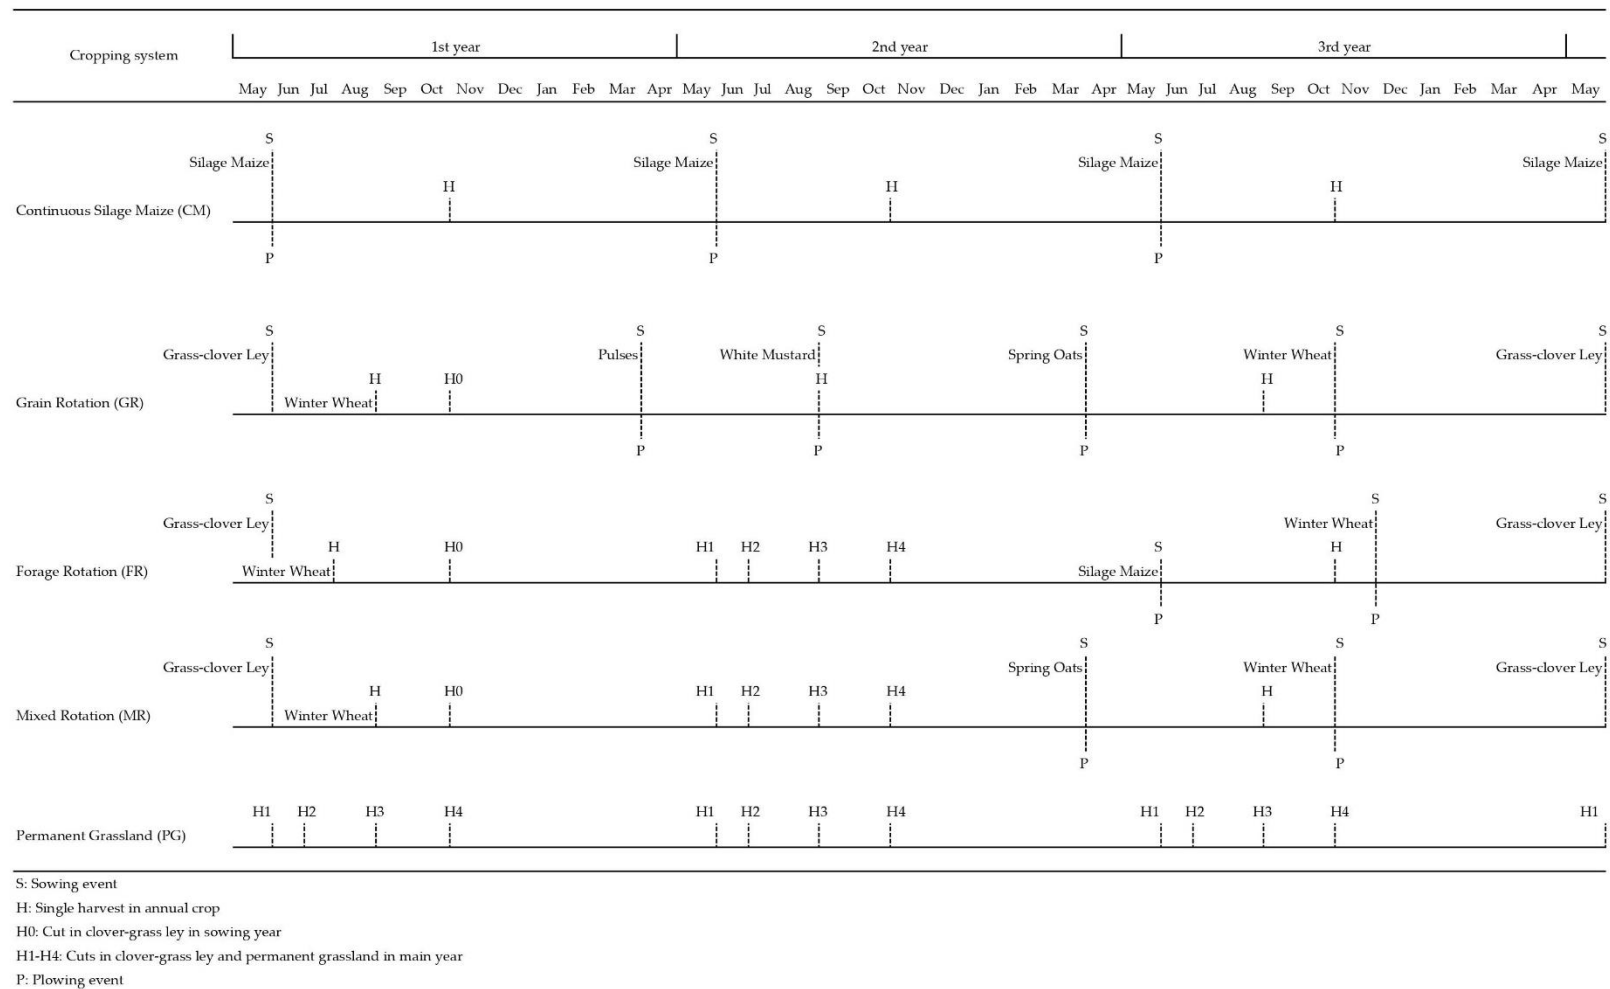 1st year 2nd year 3rd year
Cropping system
May Jun Jul Aug Sep Oct Nov Dec Jan Feb Mar Apr May Jun Jul Aug Sep Oct Nov Dec Jan Feb Mar Apr May Jun Jul Aug Sep Oct Nov Dec Jan Feb Mar Apr May
S S S S
Silage Maize Silage Maize Silage Maize Silage Maize
H H H
Continuous Silage Maize (CM)
P P P
S S S S S S
Grass-clover Ley Pulses White Mustard Spring Oats Winter Wheat Grass-clover Ley
H H0 H H
Grain Rotation (GR) Winter Wheat
P P P P
S S S
Grass-clover Ley Winter Wheat Grass-clover Ley
H H0 H1 H2 H3 H4 S H
Forage Rotation (FR) Winter Wheat Silage Maize
P P
S S S S
Grass-clover Ley Spring Oats Winter Wheat Grass-clover Ley
H H0 H1 H2 H3 H4 H
Mixed Rotation (MR) Winter Wheat
P P
H1 H2 H3 H4 H1 H2 H3 H4 H1 H2 H3 H4 H1
Permanent Grassland (PG)
S: Sowing event
H: Single harvest in annual crop
H0: Cut in clover-grass ley in sowing year
H1-H4: Cuts in clover-grass ley and permanent grassland in main year
P: Plowing event